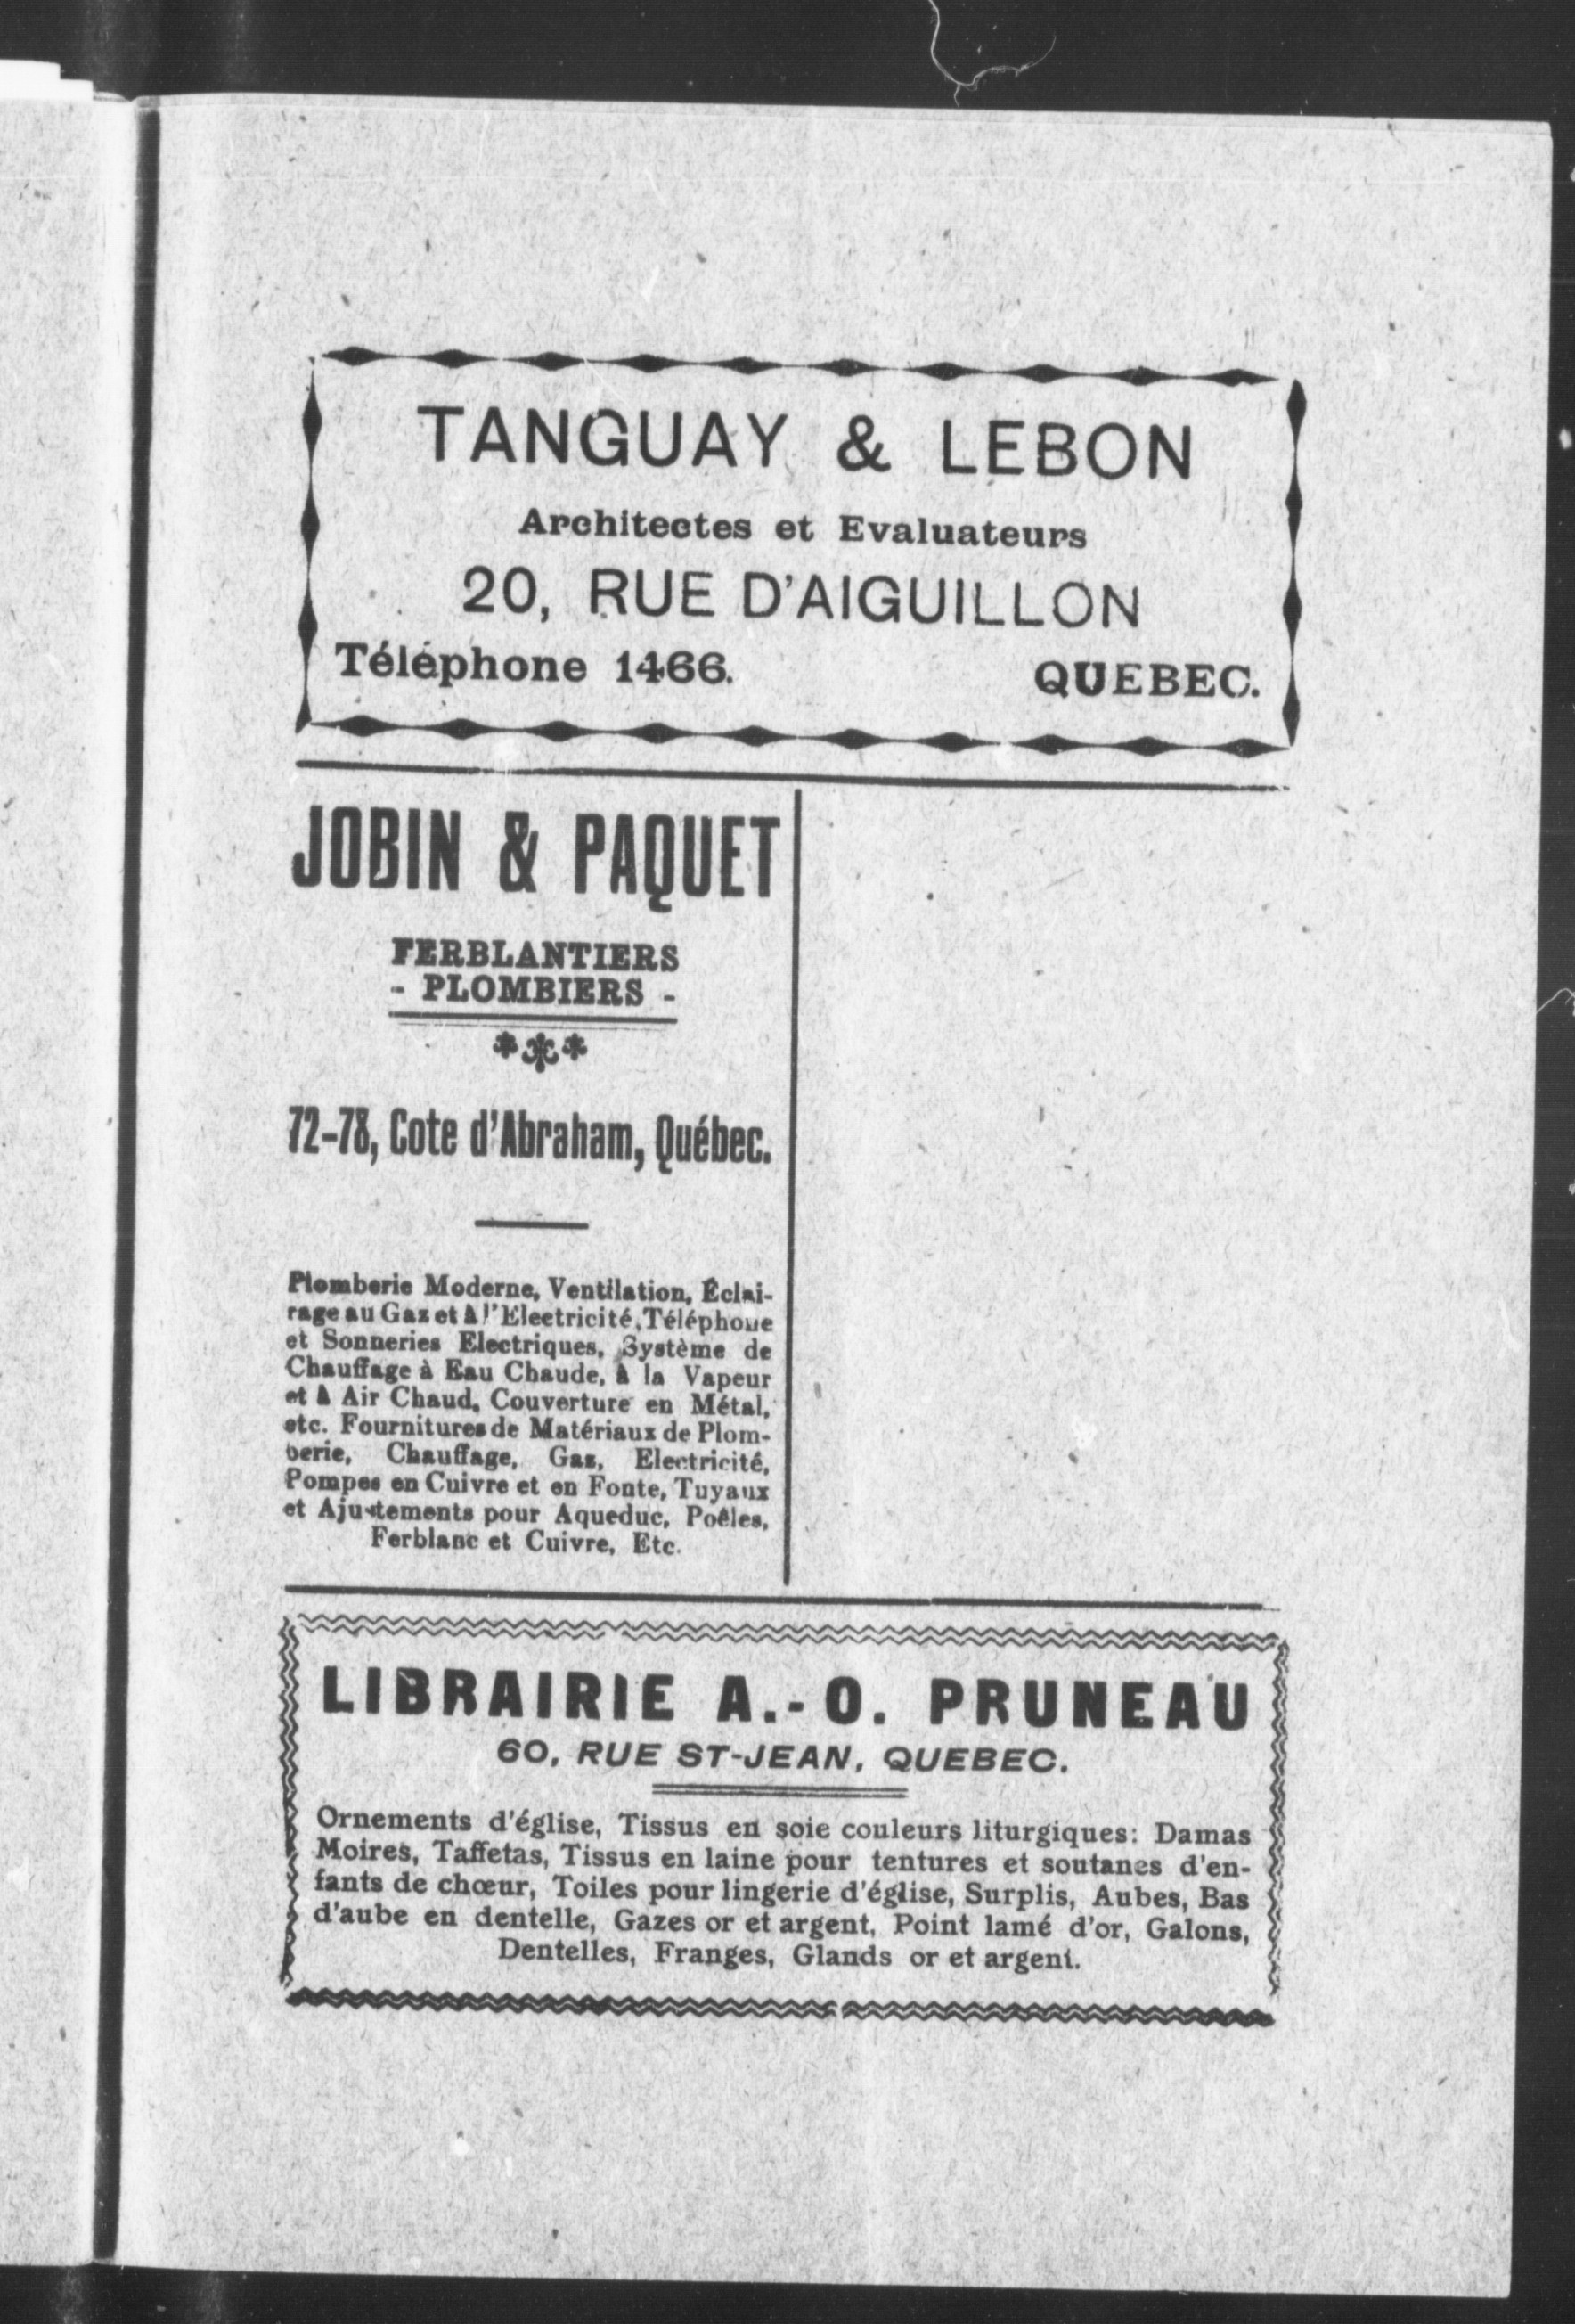 TANGUAY & LEBON
Architectes et Evaluateurs
20, RUE D'AIGUILLON
Téléphone 1466. QUEBEC.
JOBIN & PAQUET
FERBLANTIERS
- PLOMBIERS -
72-78, Cote d'Abraham, Québec.
Plomberie Moderne, Ventilation, Éclai-
rage au Gaz et à l'Electricité, Téléphone
et Sonneries Electriques, Système de
Chauffage à Eau Chaude, à la Vapeur
et à Air Chaud, Couverture en Métal,
etc. Fournitures de Matériaux de Plom-
berie, Chauffage, Gaz, Electricité,
Pompes en Cuivre et en Fonte, Tuyaux
et Ajustements pour Aqueduc, Poêles,
Ferblanc et Cuivre, Etc.
LIBRAIRIE A.-O. PRUNEAU
60, RUE ST-JEAN, QUEBEC.
Ornements d'église, Tissus en soie couleurs liturgiques: Damas
Moires, Taffetas, Tissus en laine pour tentures et soutanes d'en-
fants de chœur, Toiles pour lingerie d'église, Surplis, Aubes, Bas
d'aube en dentelle, Gazes or et argent, Point lamé d'or, Galons,
Dentelles, Franges, Glands or et argent.